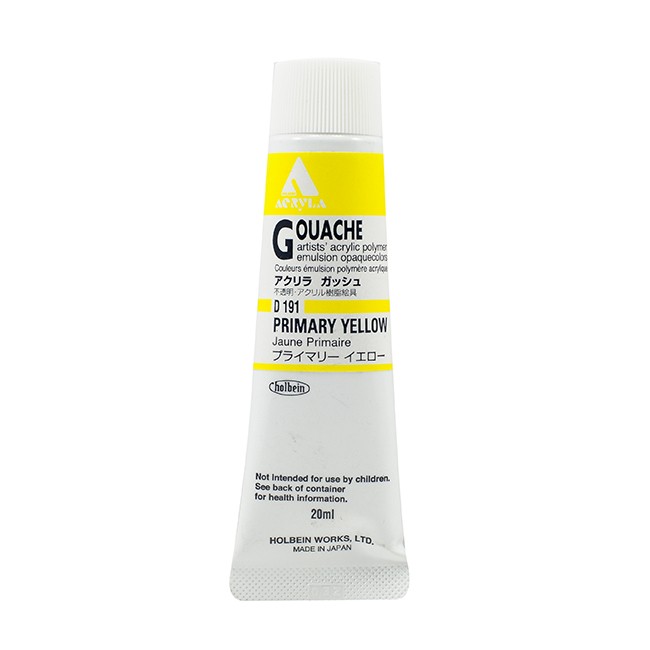 ACRYLA
GOUACHE
artists' acrylic polymer
emulsion opaquecolors
Couleurs émulsion polymère acrylique
アクリラ ガッシュ
不透明・アクリル樹脂絵具
D 191
PRIMARY YELLOW
Jaune Primaire
プライマリー イエロー
holbein
Not intended for use by children.
See back of container
for health information.
20ml
HOLBEIN WORKS, LTD.
MADE IN JAPAN